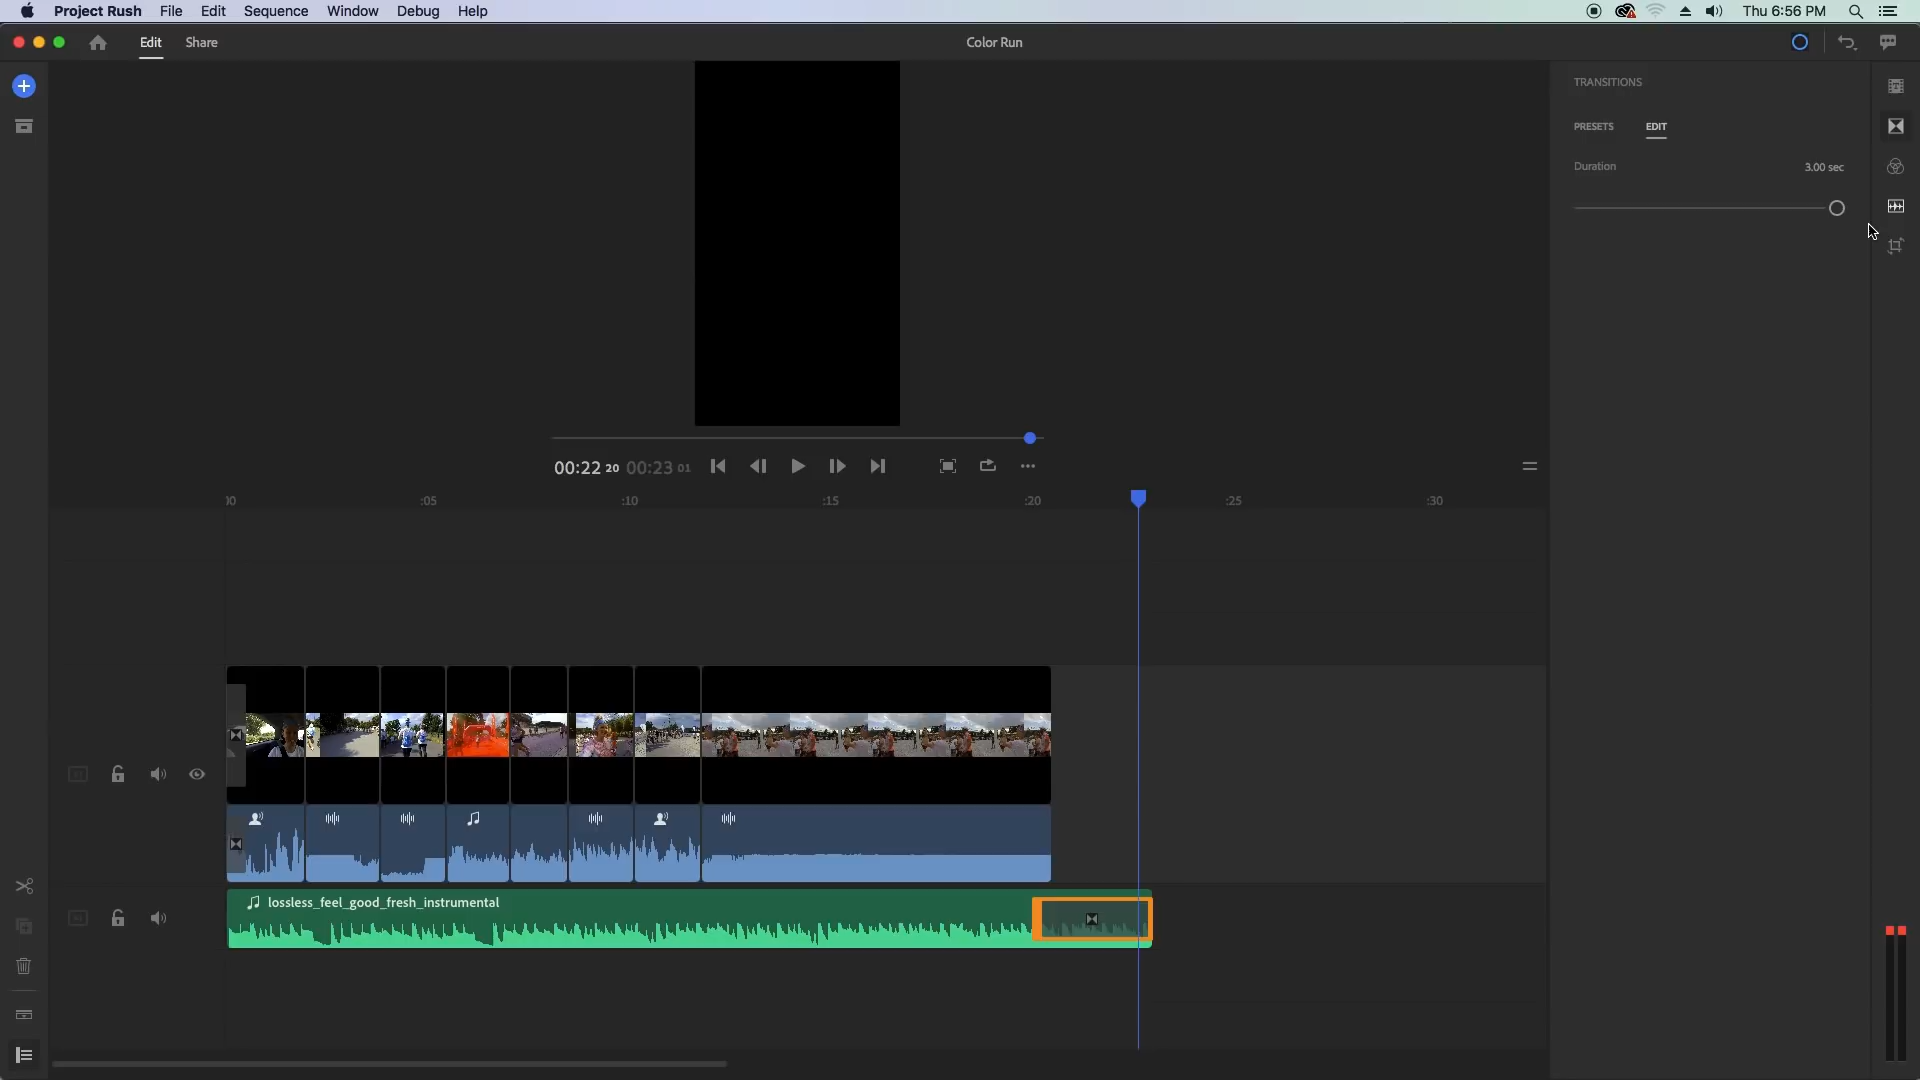 Project Rush File Edit Sequence Window Debug Help Thu 6:56 PM
Edit Share Color Run
TRANSITIONS
PRESETS EDIT
Duration 3.00 sec
00:22 20 00:23 01
:05 :10 :15 :20 :25 :30
lossless_feel_good_fresh_instrumental